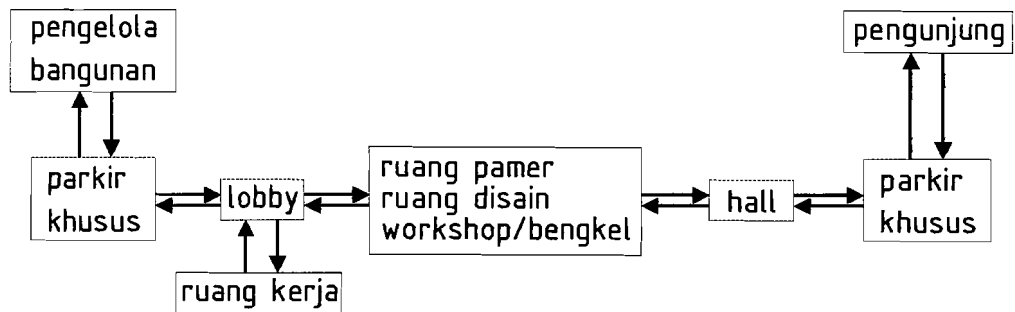 pengelola
bangunan
pengunjung
parkir
khusus
lobby
ruang pamer
ruang disain
workshop/bengkel
hall
parkir
khusus
ruang kerja